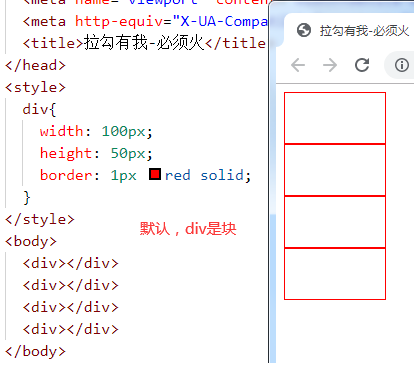 <meta name="viewport" conten
<meta http-equiv="X-UA-Compa
<title>拉勾有我-必须火</title
</head>
<style>
div{
width: 100px;
height: 50px;
border: 1px red solid;
}
</style>
<body>
<div></div>
<div></div>
<div></div>
<div></div>
</body>
默认，div是块
拉勾有我-必须火